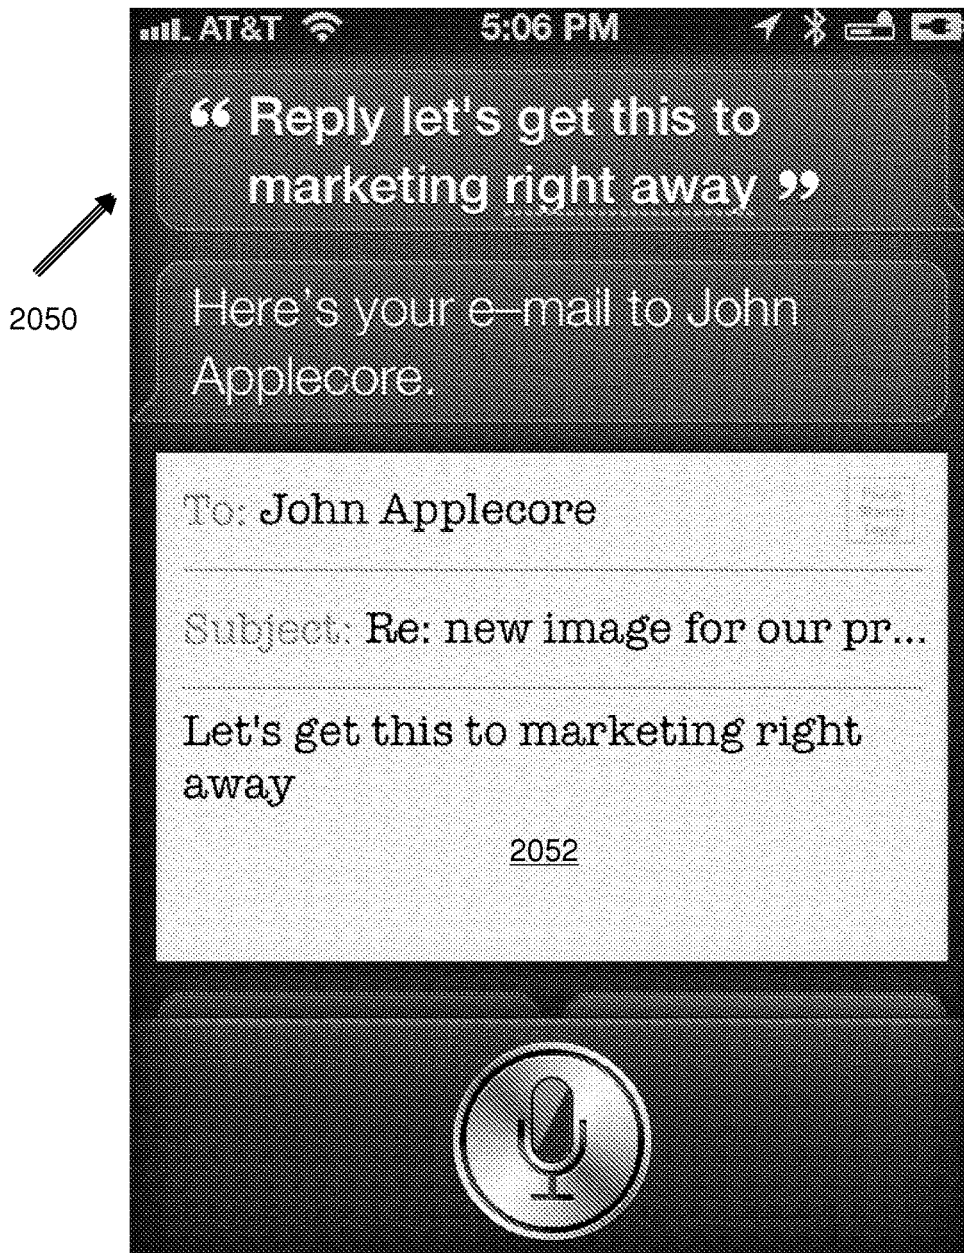 AT&T 5:06 PM
“ Reply let's get this to
marketing right away ”
2050
Here's your e-mail to John
Applecore.
To: John Applecore
Subject: Re: new image for our pr...
Let's get this to marketing right
away
2052